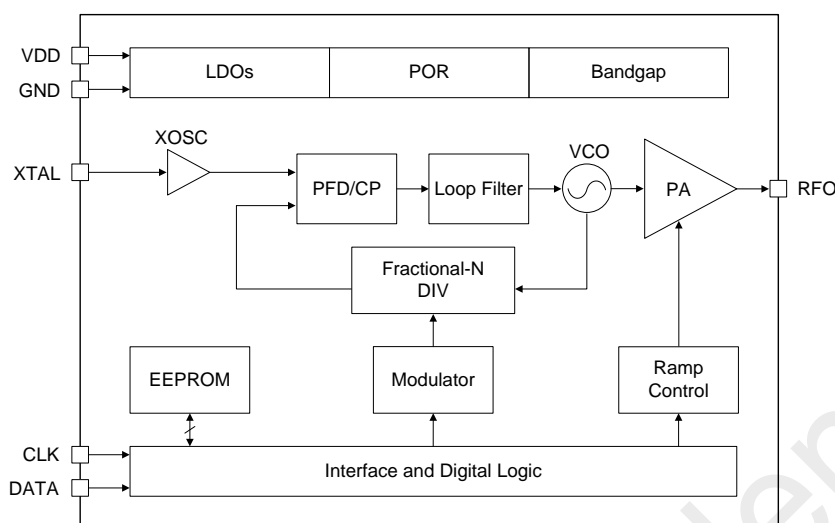 VDD
GND
LDOs
POR
Bandgap
XOSC
XTAL
PFD/CP
Loop Filter
VCO
PA
RFO
Fractional-N
DIV
EEPROM
Modulator
Ramp
Control
CLK
DATA
Interface and Digital Logic